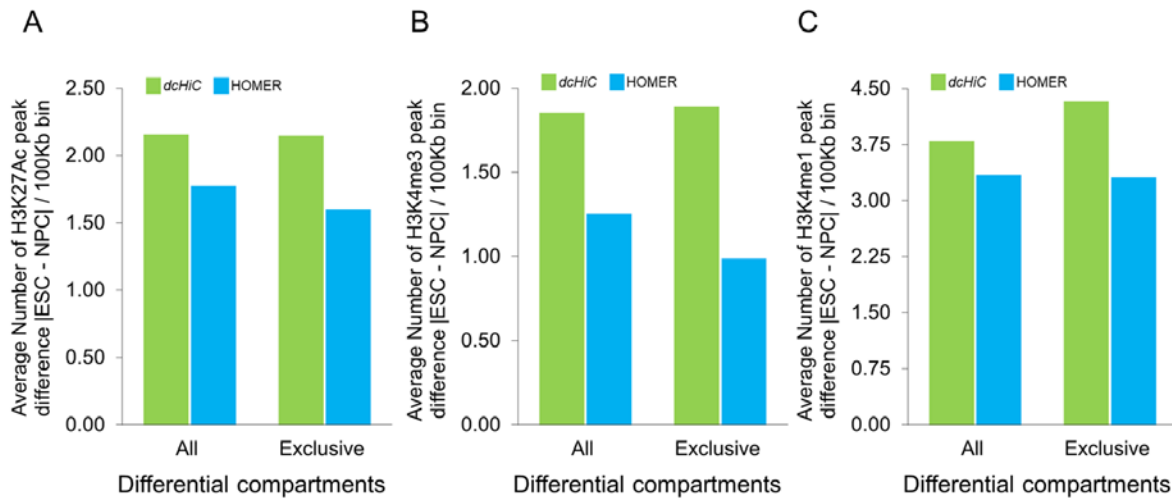 A
Average Number of H3K27Ac peak
difference |ESC - NPC| / 100Kb bin
dcHiC
HOMER
2.50
2.00
1.50
1.00
0.50
0.00
All
Exclusive
Differential compartments
B
Average Number of H3K4me3 peak
difference |ESC - NPC| / 100Kb bin
dcHiC
HOMER
2.00
1.50
1.00
0.50
0.00
All
Exclusive
Differential compartments
C
Average Number of H3K4me1 peak
difference |ESC - NPC| / 100Kb bin
dcHiC
HOMER
4.50
3.75
3.00
2.25
1.50
0.75
0.00
All
Exclusive
Differential compartments